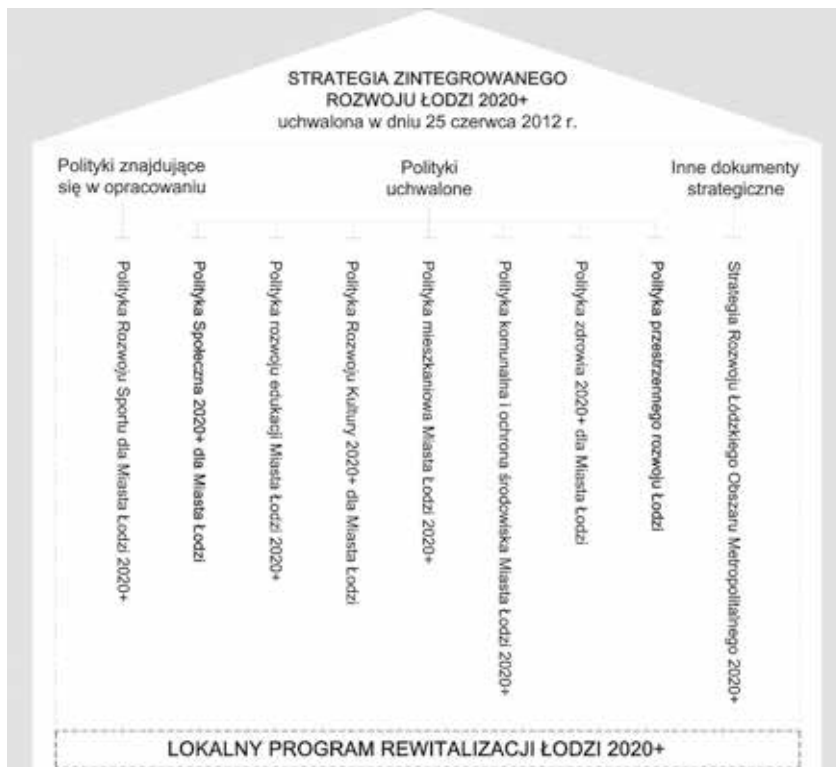 STRATEGIA ZINTEGROWANEGO
ROZWOJU ŁODZI 2020+
uchwalona w dniu 25 czerwca 2012 r.
Polityki znajdujące
się w opracowaniu
Polityki
uchwalone
Inne dokumenty
strategiczne
Polityka Rozwoju Sportu dla Miasta Łodzi 2020+
Polityka Społeczna 2020+ dla Miasta Łodzi
Polityka rozwoju edukacji Miasta Łodzi 2020+
Polityka Rozwoju Kultury 2020+ dla Miasta Łodzi
Polityka mieszkaniowa Miasta Łodzi 2020+
Polityka komunalna i ochrona środowiska Miasta Łodzi 2020+
Polityka zdrowia 2020+ dla Miasta Łodzi
Polityka przestrzennego rozwoju Łodzi
Strategia Rozwoju Łódzkiego Obszaru Metropolitalnego 2020+
LOKALNY PROGRAM REWITALIZACJI ŁODZI 2020+